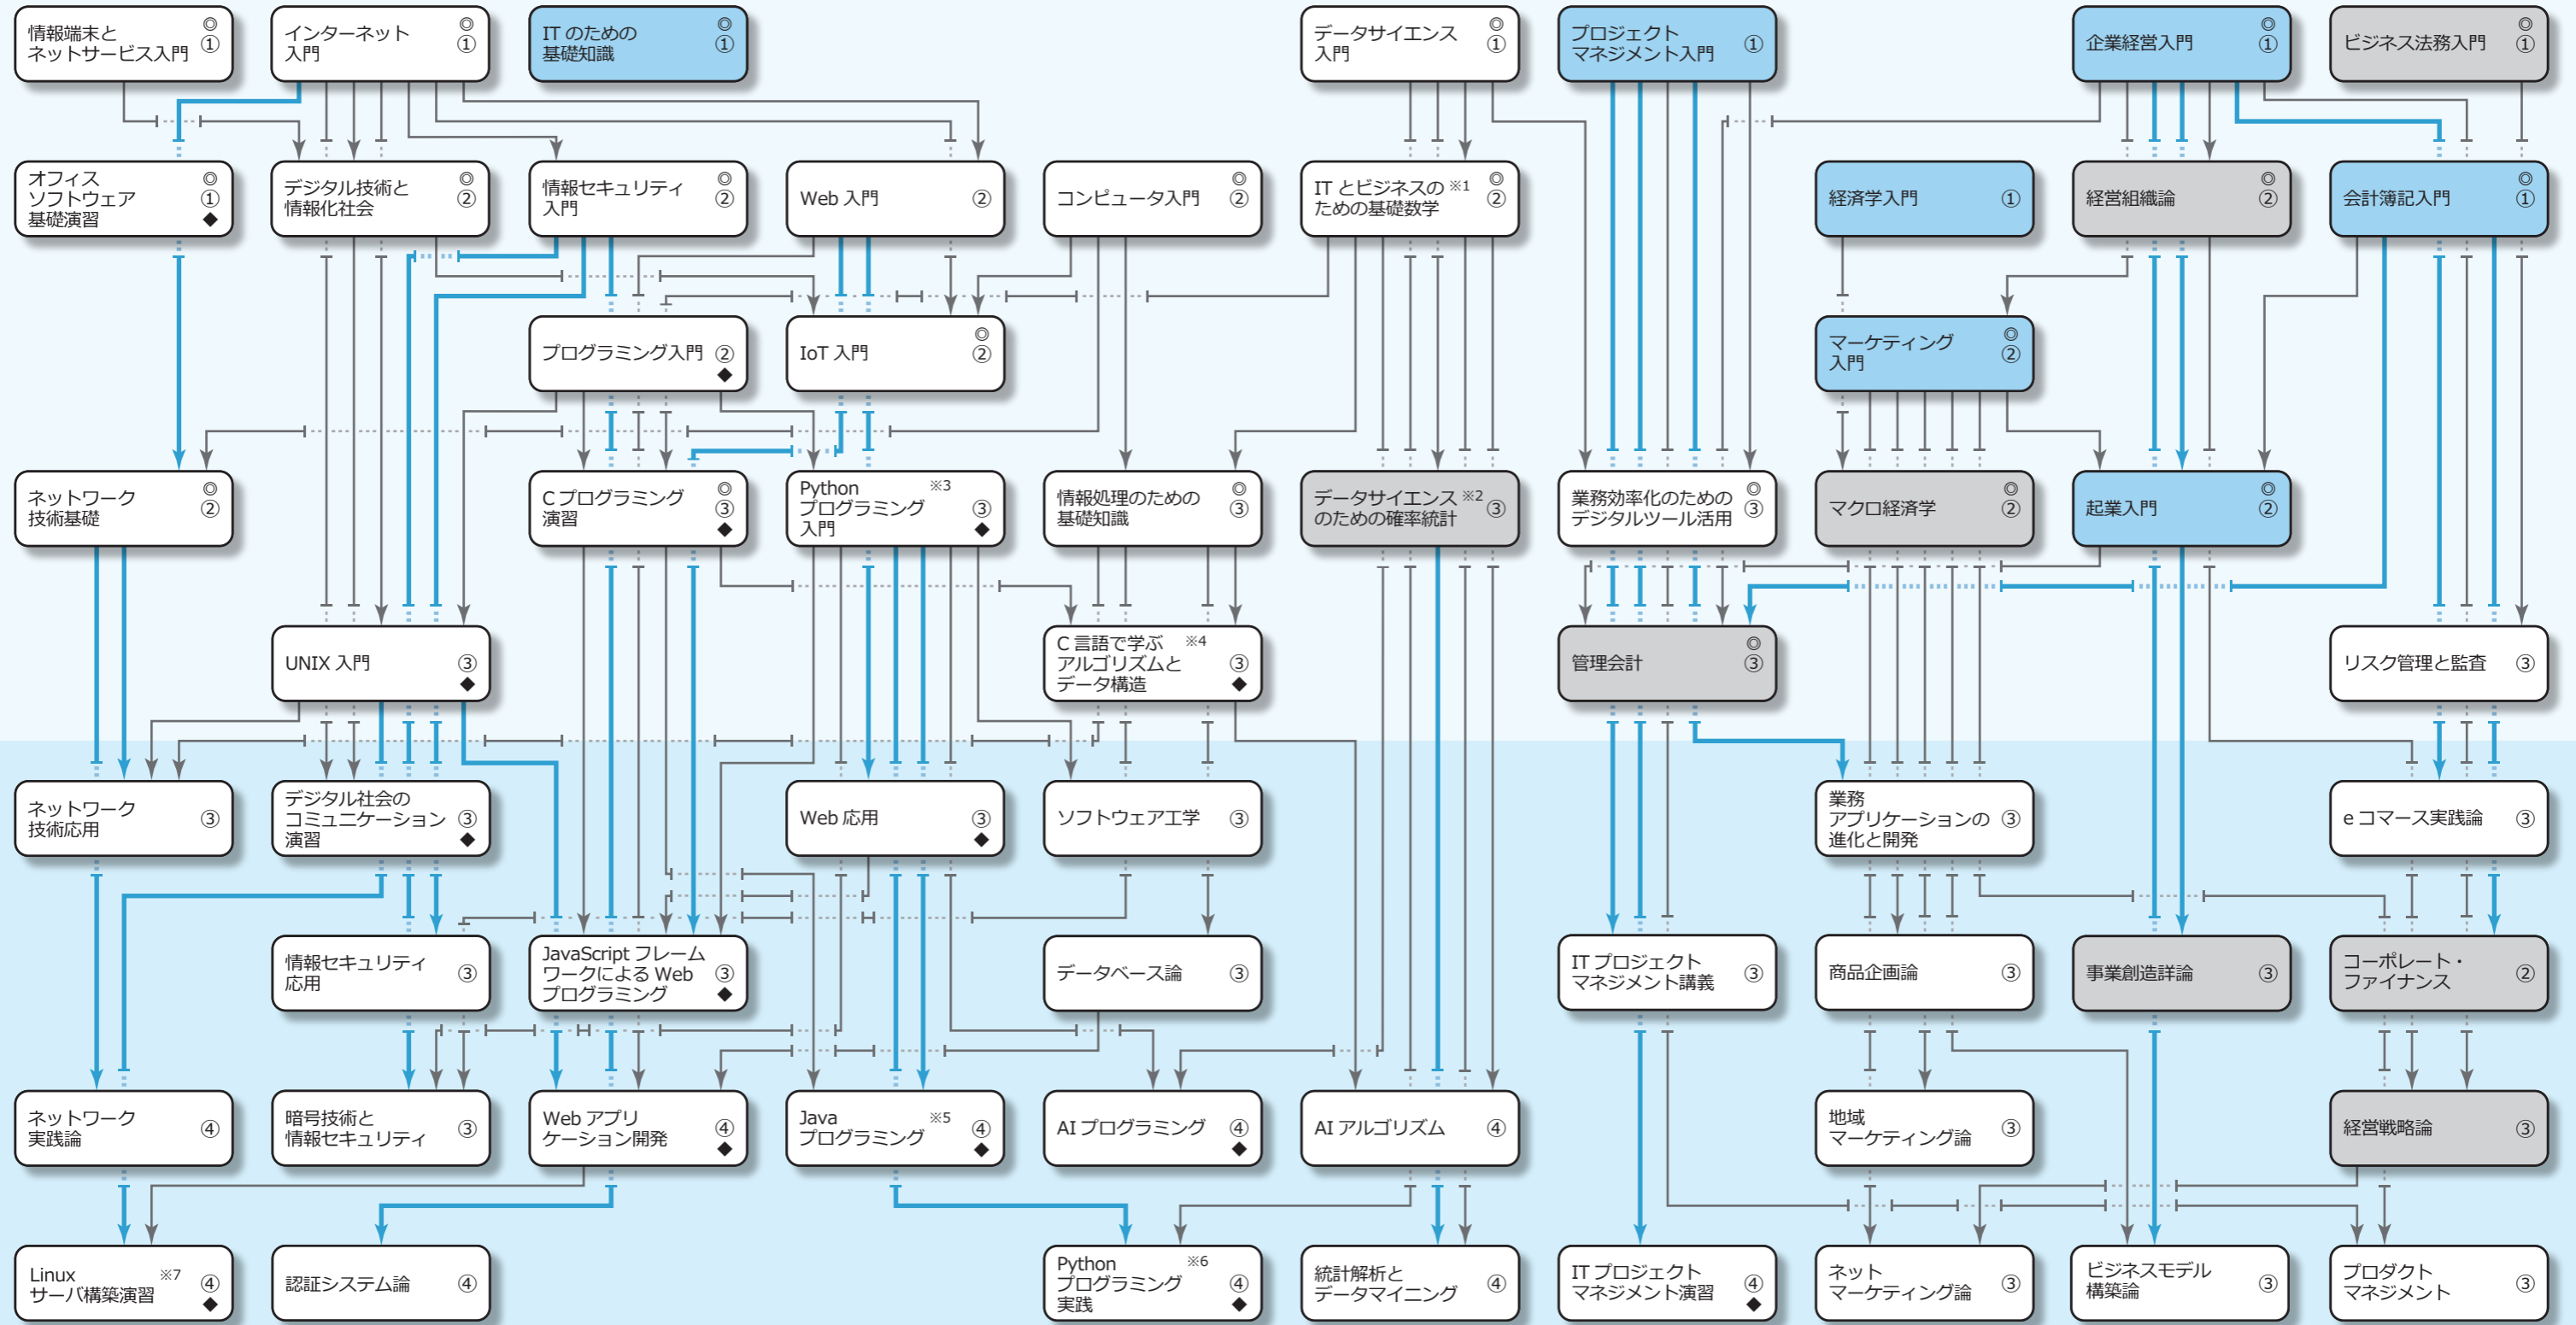 情報端末と
ネットサービス入門
◎
①
インターネット
入門
◎
①
IT のための
基礎知識
◎
①
データサイエンス
入門
◎
①
プロジェクト
マネジメント入門
①
企業経営入門
◎
①
ビジネス法務入門
◎
①
オフィス
ソフトウェア
基礎演習
◎
①
◆
デジタル技術と
情報化社会
◎
②
情報セキュリティ
入門
◎
②
Web 入門
②
コンピュータ入門
◎
②
IT とビジネスの ※1
ための基礎数学
◎
②
経済学入門
①
経営組織論
◎
②
会計簿記入門
◎
①
プログラミング入門
②
◆
IoT 入門
◎
②
マーケティング
入門
◎
②
ネットワーク
技術基礎
◎
②
C プログラミング
演習
◎
③
◆
Python ※3
プログラミング
入門
③
◆
情報処理のための
基礎知識
◎
③
データサイエンス ※2
のための確率統計
③
業務効率化のための
デジタルツール活用
◎
③
マクロ経済学
◎
②
起業入門
◎
②
UNIX 入門
③
◆
C 言語で学ぶ ※4
アルゴリズムと
データ構造
③
◆
管理会計
◎
③
リスク管理と監査
③
ネットワーク
技術応用
③
デジタル社会の
コミュニケーション
演習
③
◆
Web 応用
③
◆
ソフトウェア工学
③
業務
アプリケーションの
進化と開発
③
e コマース実践論
③
情報セキュリティ
応用
③
JavaScript フレーム
ワークによる Web
プログラミング
③
◆
データベース論
③
IT プロジェクト
マネジメント講義
③
商品企画論
③
事業創造詳論
③
コーポレート・
ファイナンス
②
ネットワーク
実践論
④
暗号技術と
情報セキュリティ
③
Web アプリ
ケーション開発
④
◆
Java ※5
プログラミング
④
◆
AI プログラミング
④
◆
AI アルゴリズム
④
地域
マーケティング論
③
経営戦略論
③
Linux ※7
サーバ構築演習
④
◆
認証システム論
④
Python ※6
プログラミング
実践
④
◆
統計解析と
データマイニング
④
IT プロジェクト
マネジメント演習
④
◆
ネット
マーケティング論
③
ビジネスモデル
構築論
③
プロダクト
マネジメント
③